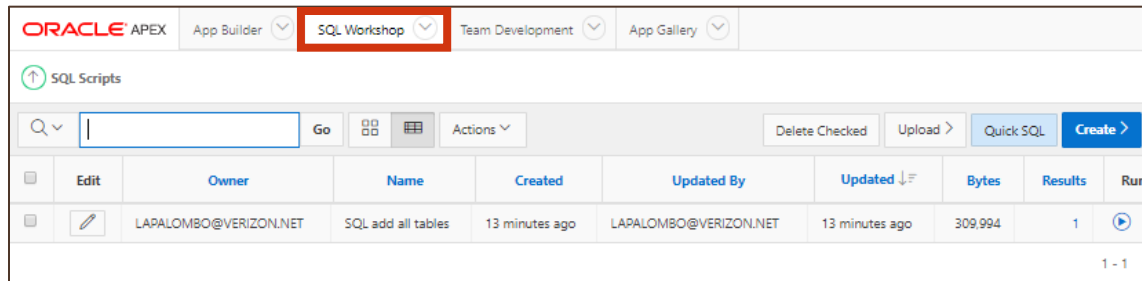 ORACLE APEX App Builder SQL Workshop Team Development App Gallery
SQL Scripts
Go Actions Delete Checked Upload Quick SQL Create
Edit Owner Name Created Updated By Updated Bytes Results Run
LAPALOMBO@VERIZON.NET SQL add all tables 13 minutes ago LAPALOMBO@VERIZON.NET 13 minutes ago 309,994 1
1 - 1